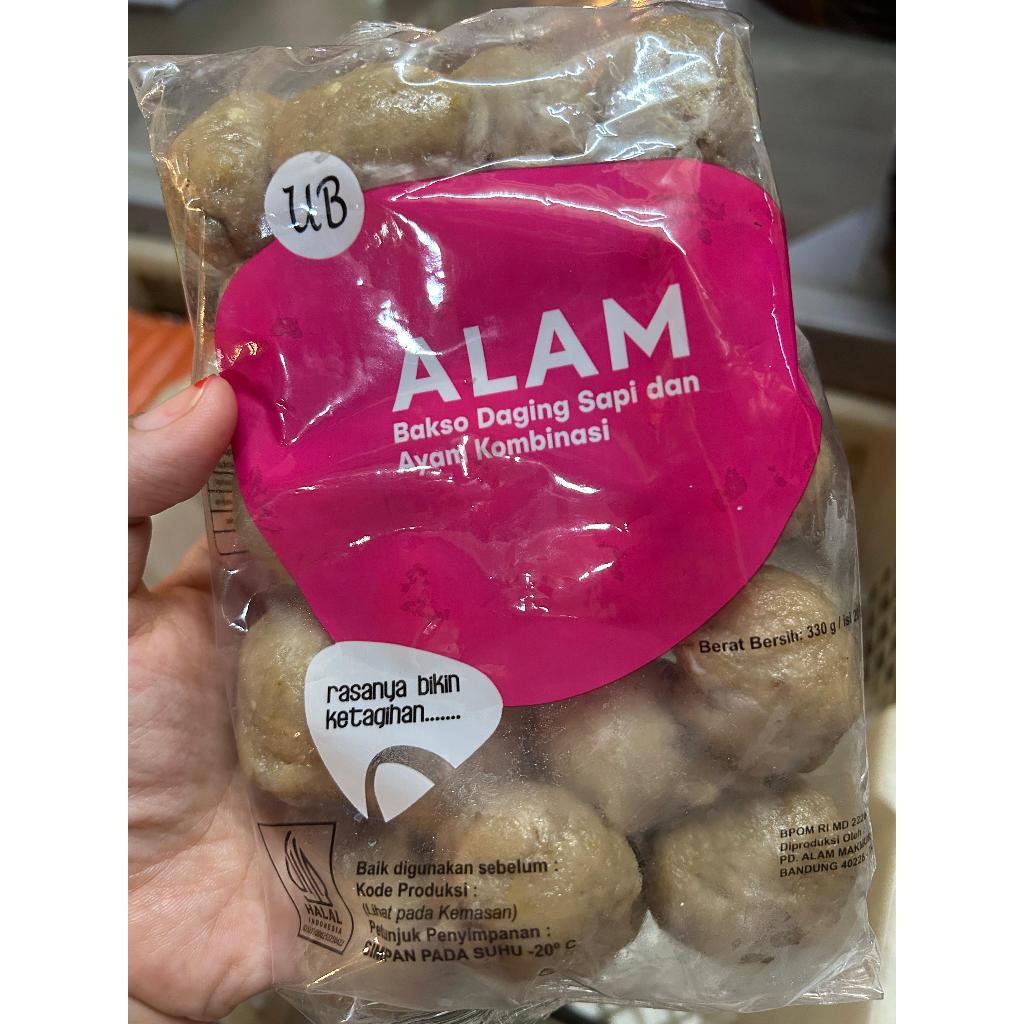 UB
ALAM
Bakso Daging Sapi dan
Ayam Kombinasi
Berat Bersih: 330 g / isi
rasanya bikin
ketagihan.......
HALAL
INDONESIA
Baik digunakan sebelum :
Kode Produksi :
(Lihat pada Kemasan)
Petunjuk Penyimpanan :
SIMPAN PADA SUHU -20° C
BPOM RI MD
Diproduksi Oleh :
PD. ALAM
BANDUNG 40226